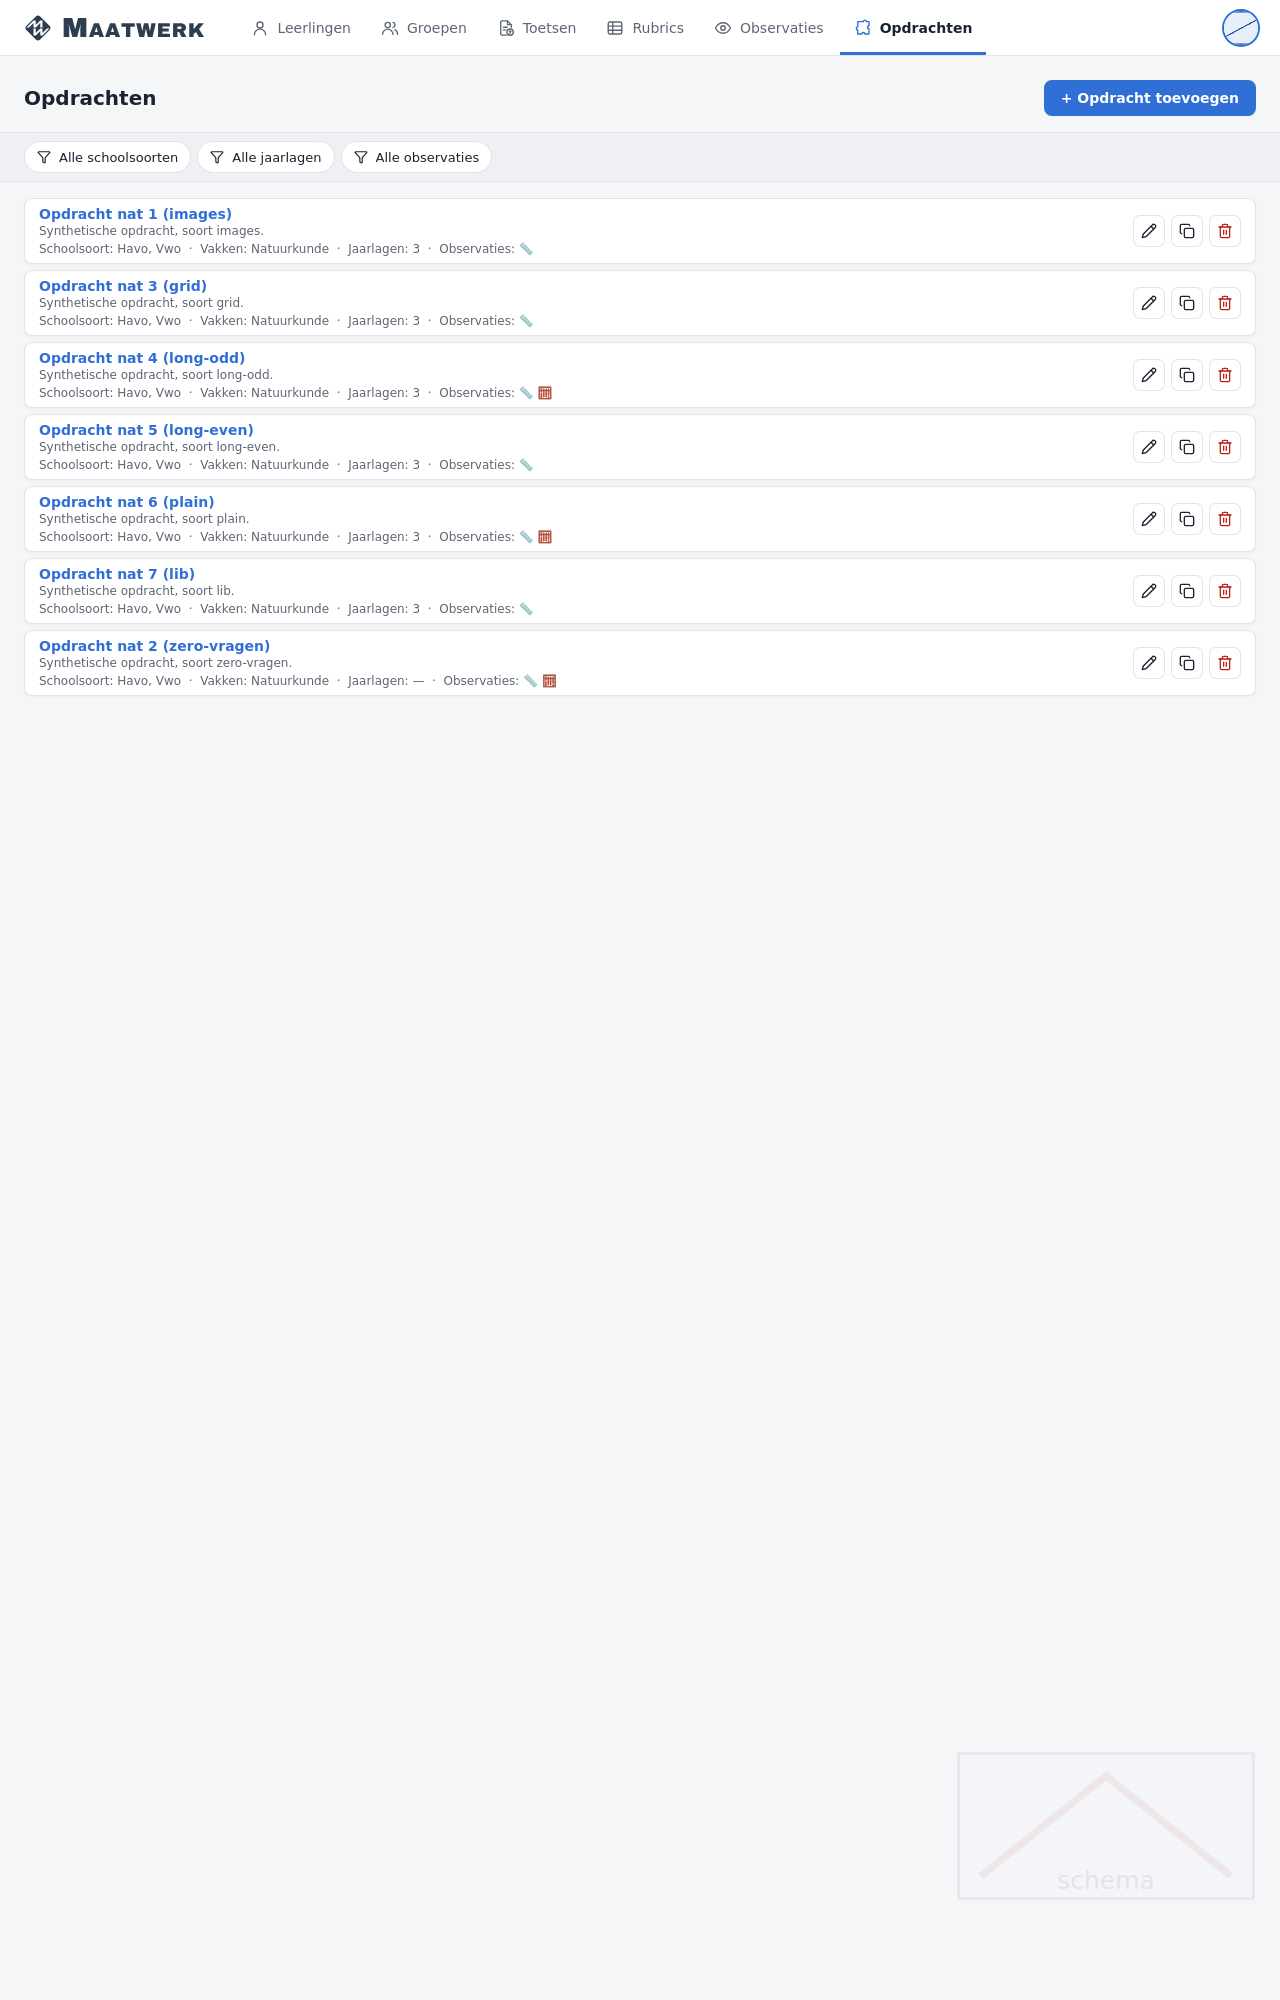 MAATWERK
Leerlingen
Groepen
Toetsen
Rubrics
Observaties
Opdrachten
Opdrachten
+ Opdracht toevoegen
Alle schoolsoorten
Alle jaarlagen
Alle observaties
Opdracht nat 1 (images)
Synthetische opdracht, soort images.
Schoolsoort: Havo, Vwo · Vakken: Natuurkunde · Jaarlagen: 3 · Observaties: 📏
Opdracht nat 3 (grid)
Synthetische opdracht, soort grid.
Schoolsoort: Havo, Vwo · Vakken: Natuurkunde · Jaarlagen: 3 · Observaties: 📏
Opdracht nat 4 (long-odd)
Synthetische opdracht, soort long-odd.
Schoolsoort: Havo, Vwo · Vakken: Natuurkunde · Jaarlagen: 3 · Observaties: 📏 🧮
Opdracht nat 5 (long-even)
Synthetische opdracht, soort long-even.
Schoolsoort: Havo, Vwo · Vakken: Natuurkunde · Jaarlagen: 3 · Observaties: 📏
Opdracht nat 6 (plain)
Synthetische opdracht, soort plain.
Schoolsoort: Havo, Vwo · Vakken: Natuurkunde · Jaarlagen: 3 · Observaties: 📏 🧮
Opdracht nat 7 (lib)
Synthetische opdracht, soort lib.
Schoolsoort: Havo, Vwo · Vakken: Natuurkunde · Jaarlagen: 3 · Observaties: 📏
Opdracht nat 2 (zero-vragen)
Synthetische opdracht, soort zero-vragen.
Schoolsoort: Havo, Vwo · Vakken: Natuurkunde · Jaarlagen: — · Observaties: 📏 🧮
schema